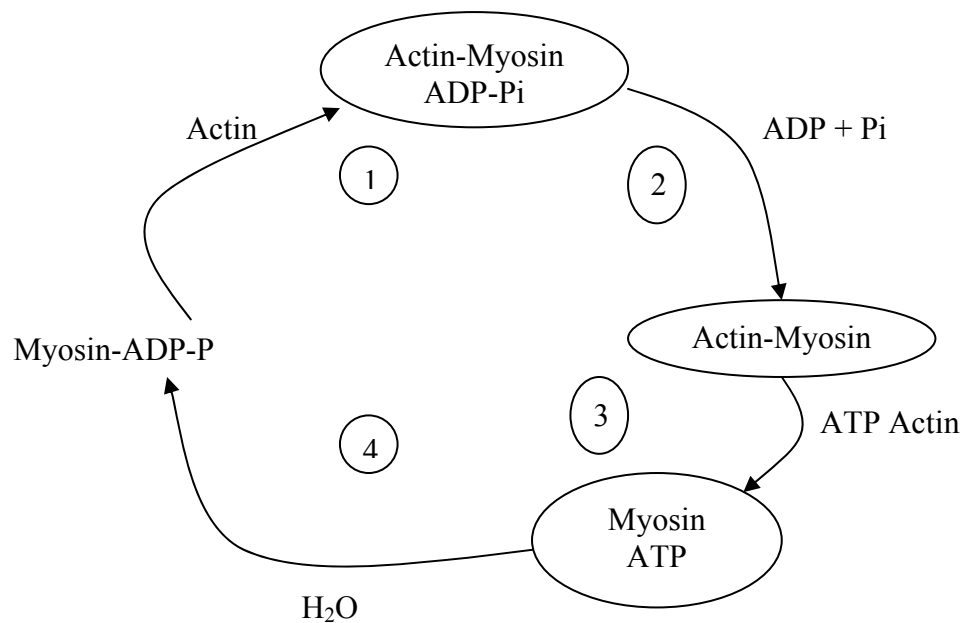 Actin-Myosin
ADP-Pi
Actin
ADP + Pi
1
2
Actin-Myosin
Myosin-ADP-P
3
ATP Actin
4
Myosin
ATP
H₂O